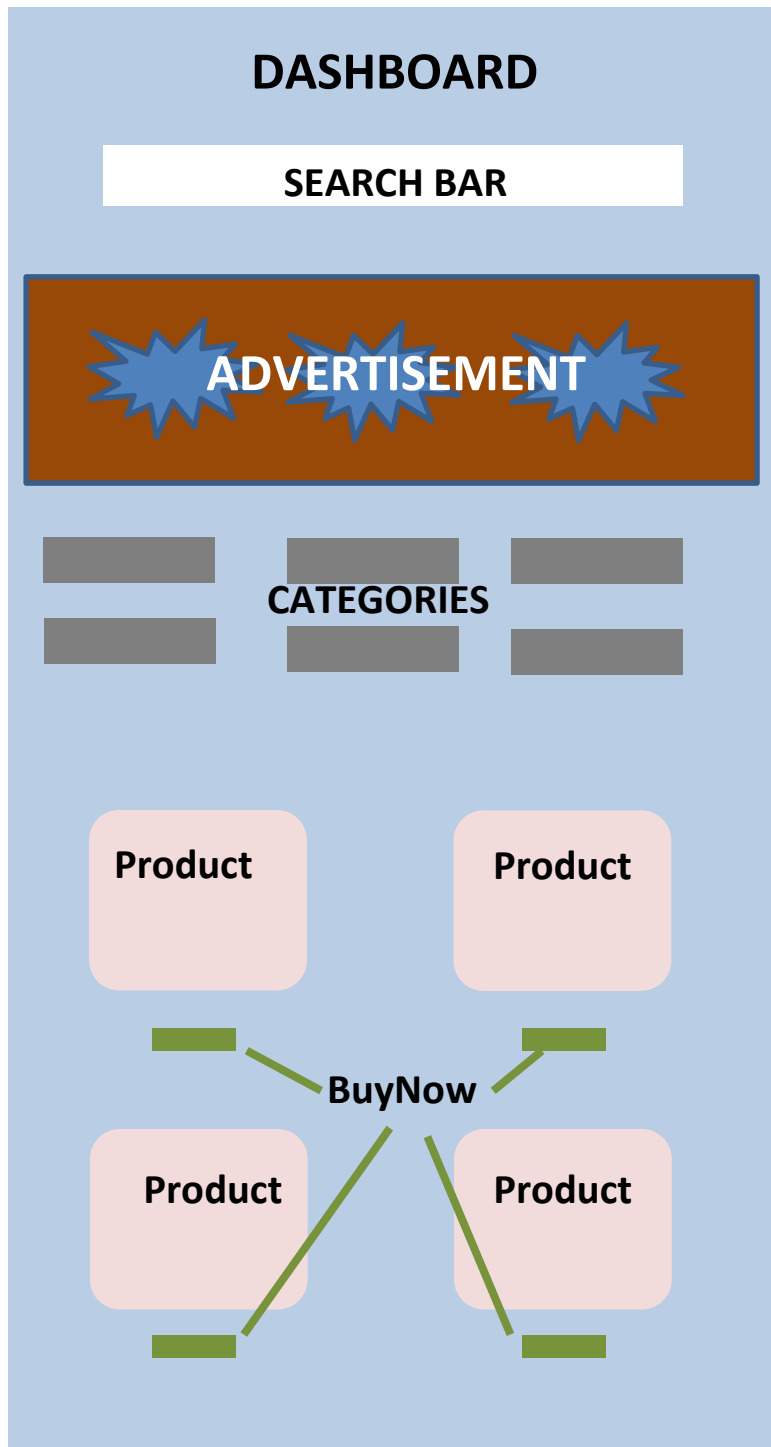 DASHBOARD
SEARCH BAR
ADVERTISEMENT
CATEGORIES
Product
Product
BuyNow
Product
Product